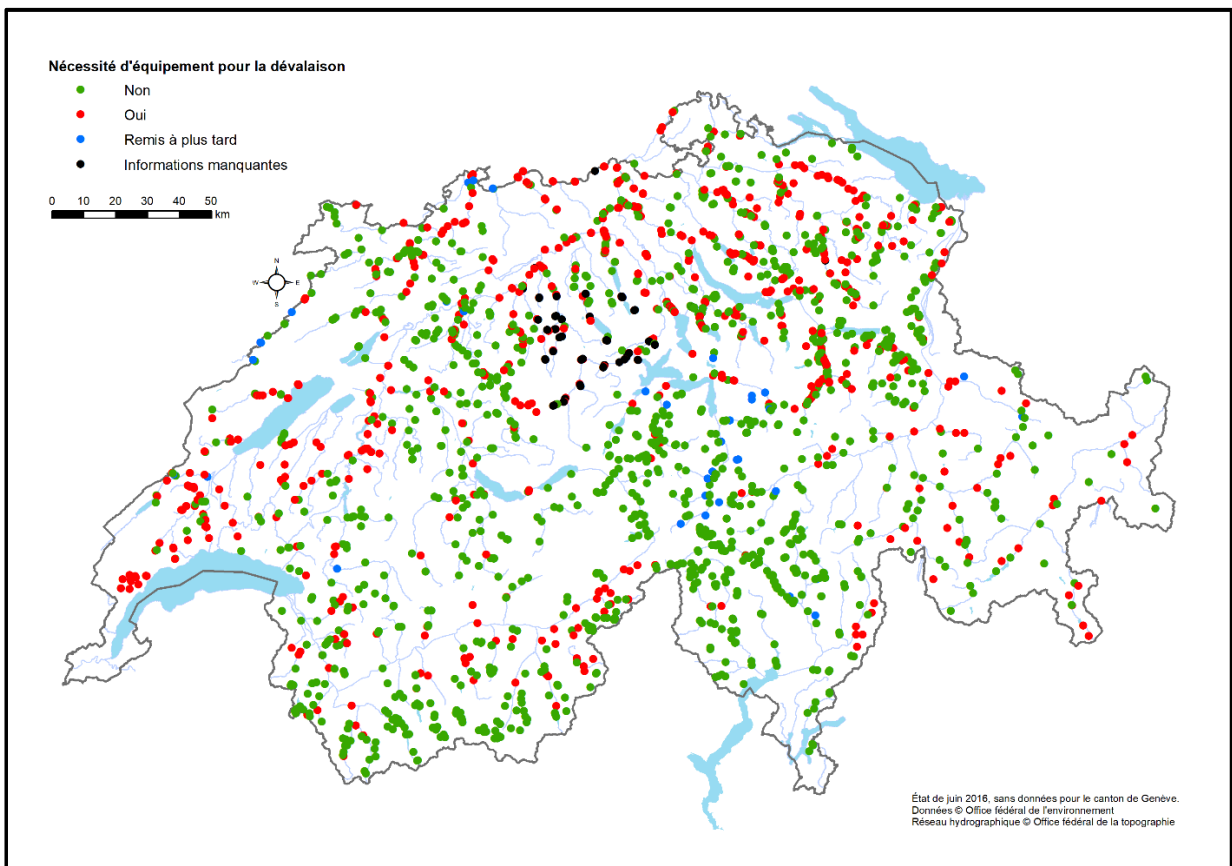 Nécessité d'équipement pour la dévalaison
Non
Oui
Remis à plus tard
Informations manquantes
0 10 20 30 40 50
km
N
W E
S
État de juin 2016, sans données pour le canton de Genève.
Données © Office fédéral de l'environnement
Réseau hydrographique © Office fédéral de la topographie